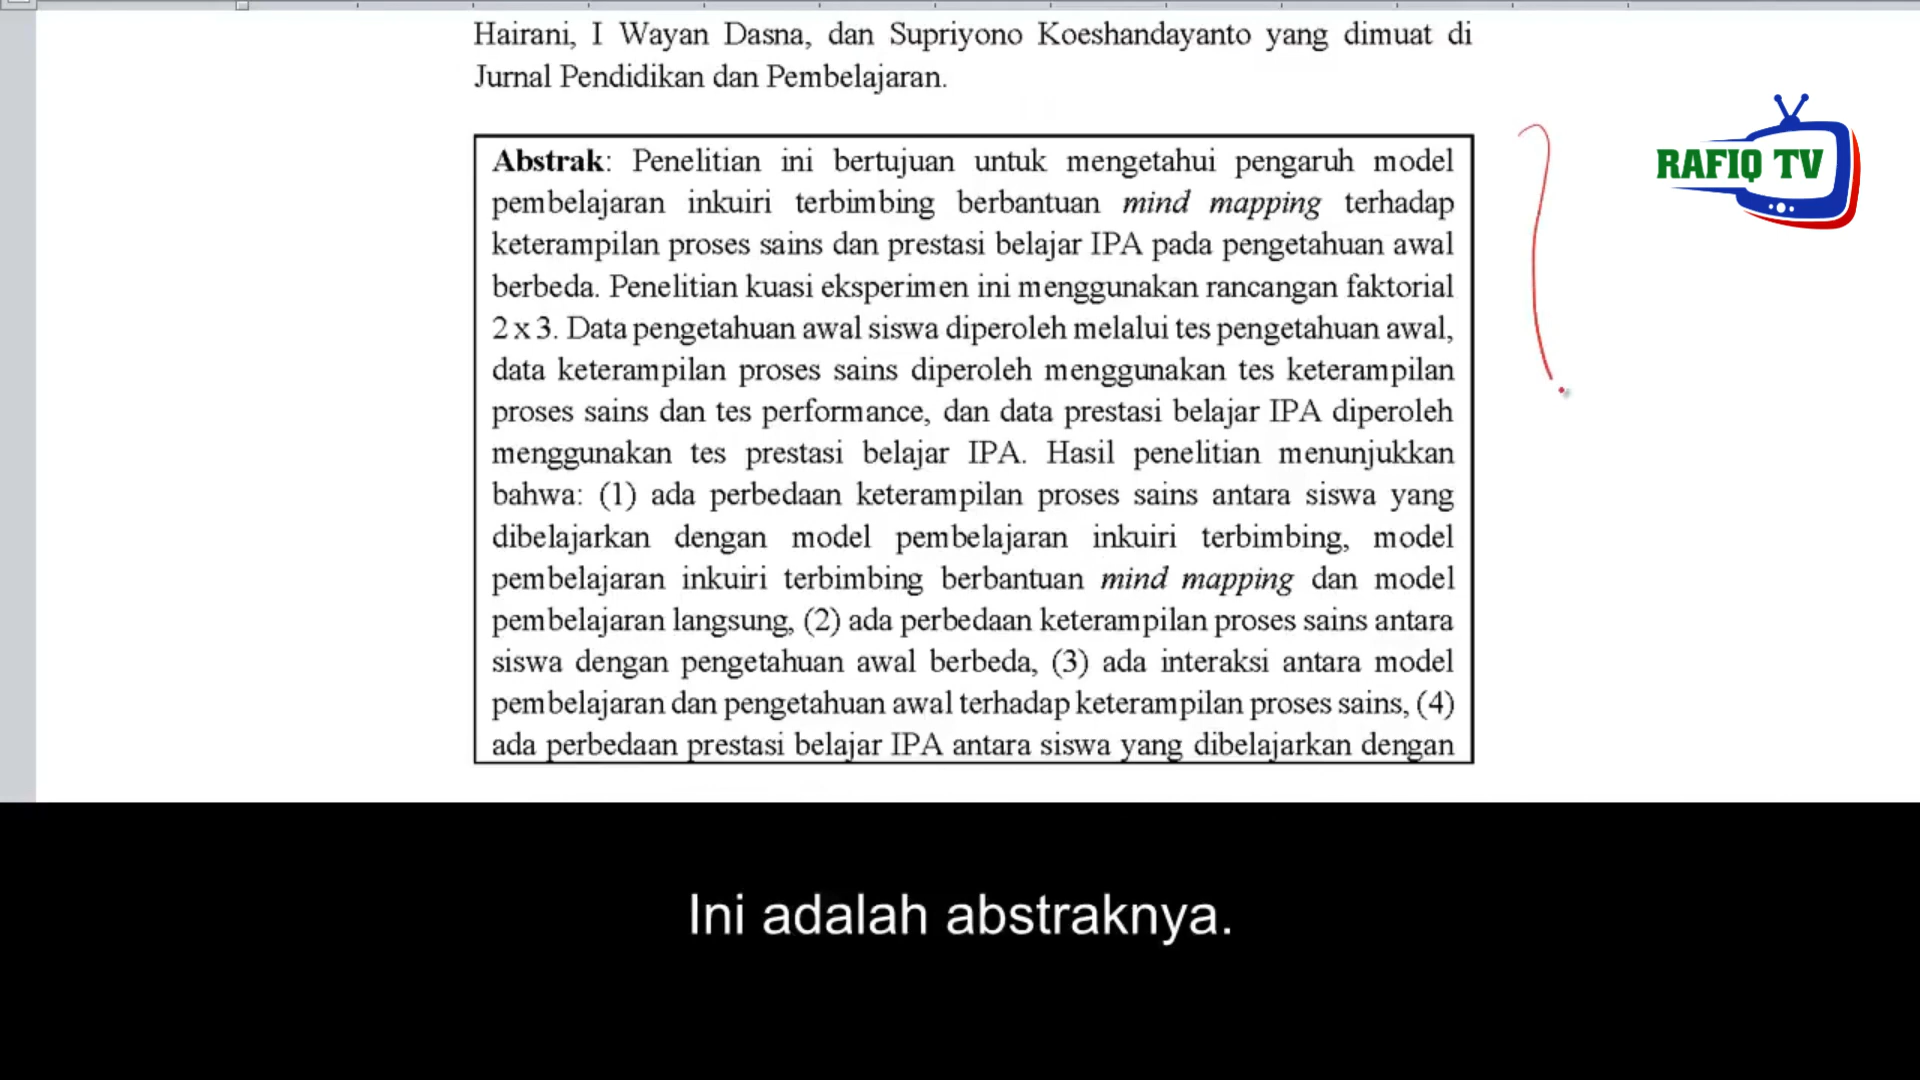 Hairani, I Wayan Dasna, dan Supriyono Koeshandayanto yang dimuat di
Jurnal Pendidikan dan Pembelajaran.
RAFIQ TV
Abstrak: Penelitian ini bertujuan untuk mengetahui pengaruh model
pembelajaran inkuiri terbimbing berbantuan mind mapping terhadap
keterampilan proses sains dan prestasi belajar IPA pada pengetahuan awal
berbeda. Penelitian kuasi eksperimen ini menggunakan rancangan faktorial
2 x 3. Data pengetahuan awal siswa diperoleh melalui tes pengetahuan awal,
data keterampilan proses sains diperoleh menggunakan tes keterampilan
proses sains dan tes performance, dan data prestasi belajar IPA diperoleh
menggunakan tes prestasi belajar IPA. Hasil penelitian menunjukkan
bahwa: (1) ada perbedaan keterampilan proses sains antara siswa yang
dibelajarkan dengan model pembelajaran inkuiri terbimbing, model
pembelajaran inkuiri terbimbing berbantuan mind mapping dan model
pembelajaran langsung, (2) ada perbedaan keterampilan proses sains antara
siswa dengan pengetahuan awal berbeda, (3) ada interaksi antara model
pembelajaran dan pengetahuan awal terhadap keterampilan proses sains, (4)
ada perbedaan prestasi belajar IPA antara siswa yang dibelajarkan dengan
Ini adalah abstraknya.